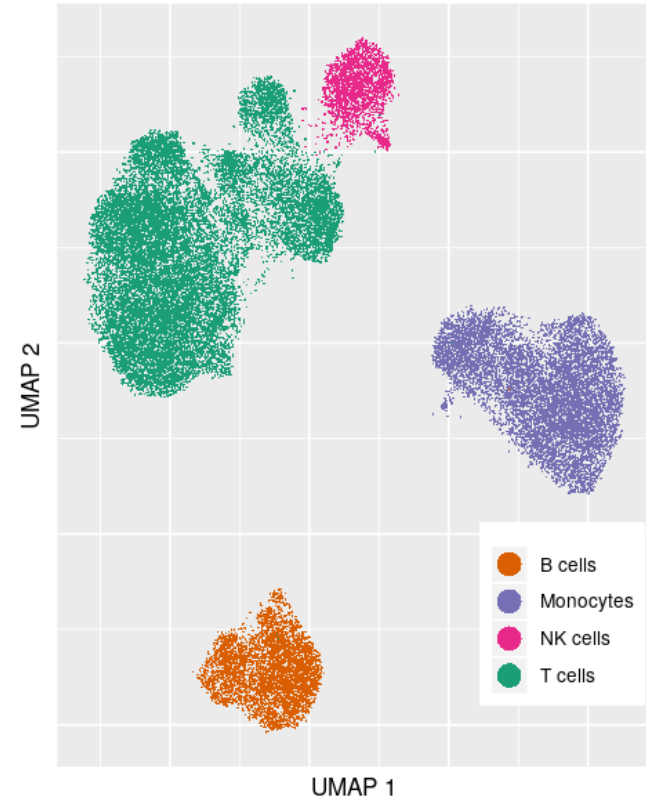 UMAP 2
B cells
Monocytes
NK cells
T cells
UMAP 1